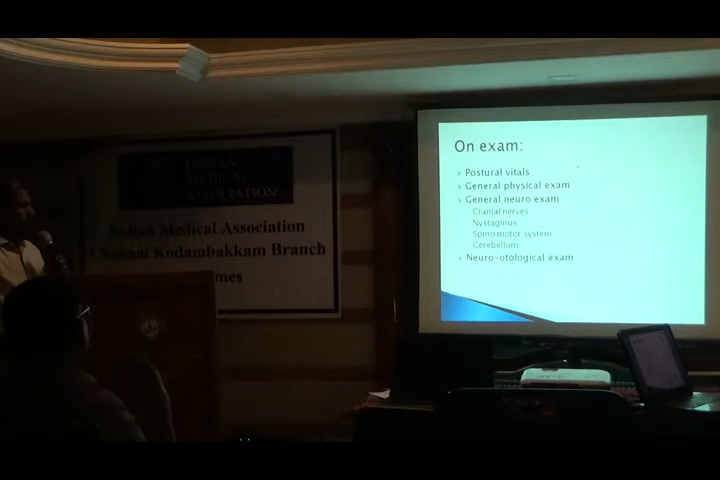 ASSOCIATION
Indian Medical Association
Chennai Kodambakkam Branch
On exam:
Postural vitals
General physical exam
General neuro exam
Cranial nerves
Nystagmus
Spino motor system
Cerebellum
Neuro-otological exam